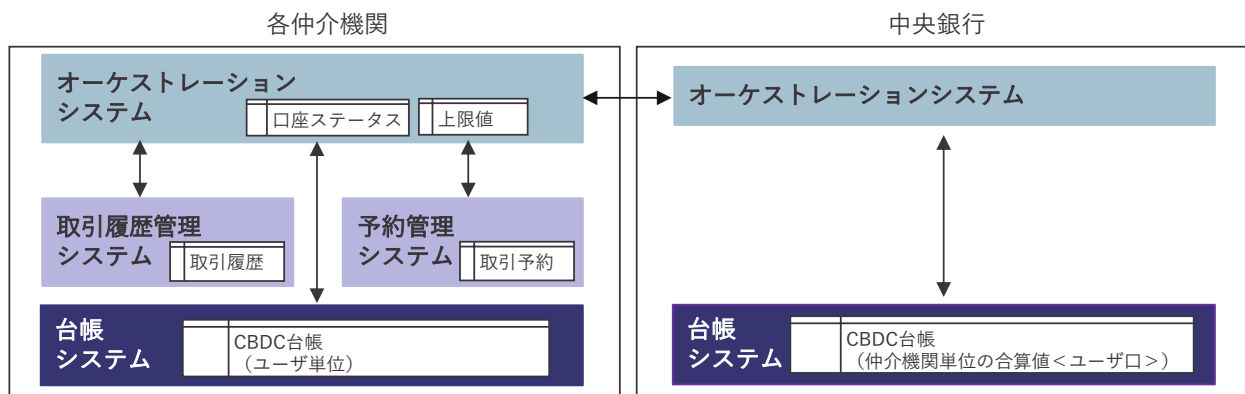 各仲介機関
オーケストレーション
システム
口座ステータス
上限値
取引履歴管理
システム
取引履歴
予約管理
システム
取引予約
台帳
システム
CBDC台帳
（ユーザ単位）
中央銀行
オーケストレーションシステム
台帳
システム
CBDC台帳
（仲介機関単位の合算値＜ユーザ口＞）